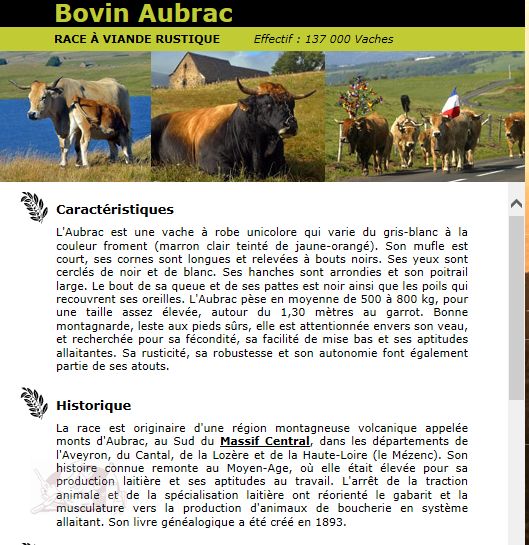 Bovin Aubrac
RACE À VIANDE RUSTIQUE Effectif : 137 000 Vaches
Caractéristiques
L'Aubrac est une vache à robe unicolore qui varie du gris-blanc à la
couleur froment (marron clair teinté de jaune-orangé). Son mufle est
court, ses cornes sont longues et relevées à bouts noirs. Ses yeux sont
cerclés de noir et de blanc. Ses hanches sont arrondies et son poitrail
large. Le bout de sa queue et de ses pattes est noir ainsi que les poils qui
recouvrent ses oreilles. L'Aubrac pèse en moyenne de 500 à 800 kg, pour
une taille assez élevée, autour du 1,30 mètres au garrot. Bonne
montagnarde, leste aux pieds sûrs, elle est attentionnée envers son veau,
et recherchée pour sa fécondité, sa facilité de mise bas et ses aptitudes
allaitantes. Sa rusticité, sa robustesse et son autonomie font également
partie de ses atouts.
Historique
La race est originaire d'une région montagneuse volcanique appelée
monts d'Aubrac, au Sud du Massif Central, dans les départements de
l'Aveyron, du Cantal, de la Lozère et de la Haute-Loire (le Mézenc). Son
histoire connue remonte au Moyen-Age, où elle était élevée pour sa
production laitière et ses aptitudes au travail. L'arrêt de la traction
animale et de la spécialisation laitière ont réorienté le gabarit et la
musculature vers la production d'animaux de boucherie en système
allaitant. Son livre généalogique a été créé en 1893.